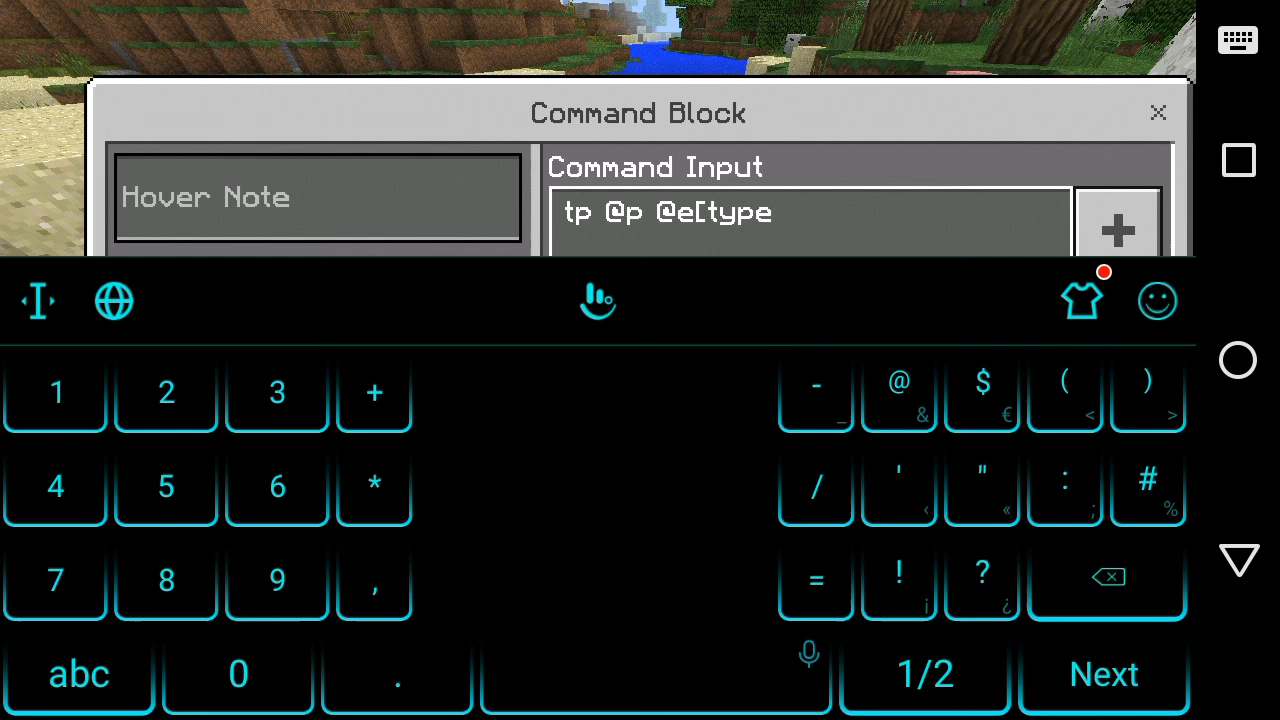 Command Block
Hover Note
Command Input
tp @p @e[type
1 2 3 + - _ @ & $ € ( < ) >
4 5 6 * / ' ‹ " « : ; # %
7 8 9 , = ! ¡ ? ¿
abc 0 . 1/2 Next